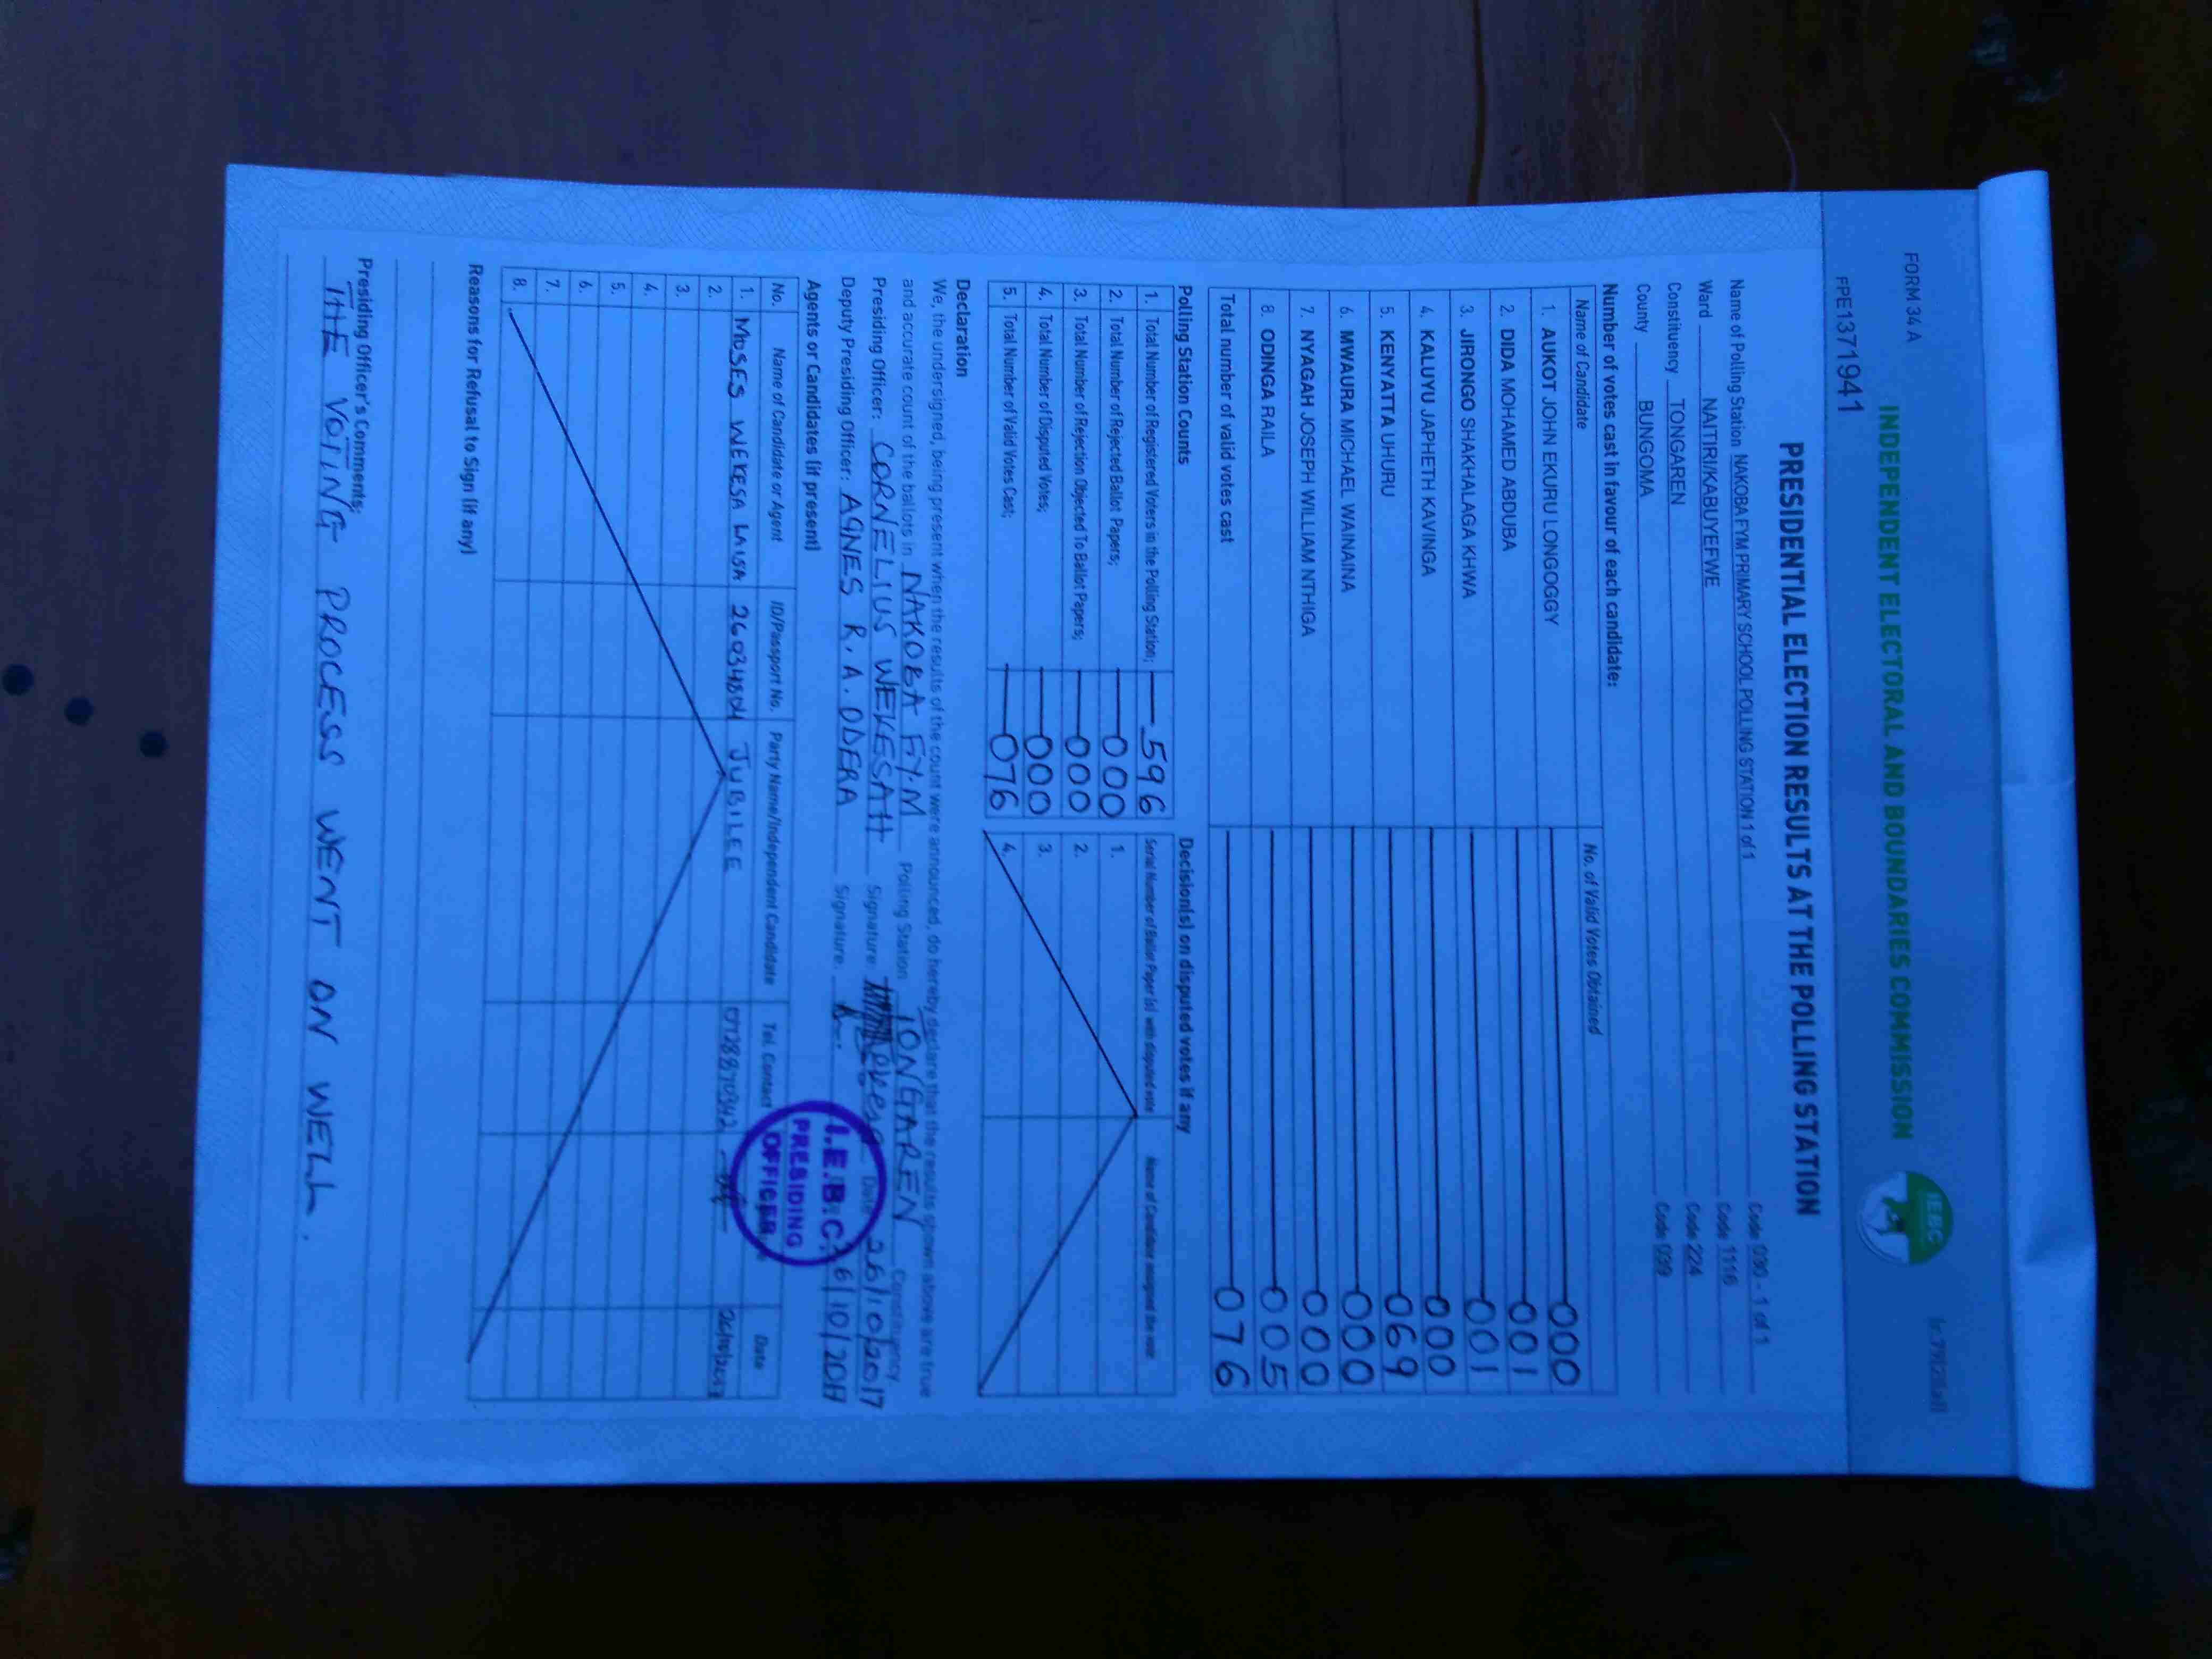 FORM 34 A
INDEPENDENT ELECTORAL AND BOUNDARIES COMMISSION
IEBC
FPE1371941
PRESIDENTIAL ELECTION RESULTS AT THE POLLING STATION
Name of Polling Station NAKOBA FYM PRIMARY SCHOOL POLLING STATION 1 of 1 Code 090 - 1 of 1
Ward NAITIRI/KABUYEFWE Code 1116
Constituency TONGAREN Code 224
County BUNGOMA Code 039
Number of votes cast in favour of each candidate:
Name of Candidate No. of Valid Votes Obtained
1. AUKOT JOHN EKURU LONGOGGY 000
2. DIDA MOHAMED ABDUBA 001
3. JIRONGO SHAKHALAGA KHWA 001
4. KALUYU JAPHETH KAVINGA 000
5. KENYATTA UHURU 069
6. MWAURA MICHAEL WAINAINA 000
7. NYAGAH JOSEPH WILLIAM NTHIGA 000
8. ODINGA RAILA 005
Total number of valid votes cast 076
Polling Station Counts Decision(s) on disputed votes if any
1. Total Number of Registered Voters in the Polling Station; 596 Serial Number of Ballot Paper (s) with disputed vote Name of Candidate assigned the vote
2. Total Number of Rejected Ballot Papers; 000 1.
3. Total Number of Rejection Objected To Ballot Papers; 000 2.
4. Total Number of Disputed Votes; 000 3.
5. Total Number of Valid Votes Cast; 076 4.
Declaration
We, the undersigned, being present when the results of the count were announced, do hereby declare that the results shown above are true
and accurate count of the ballots in NAKOBA F.Y.M Polling Station TONGAREN Constituency
Presiding Officer: CORNELIUS WEKESAH Signature: Date 26/10/2017
Deputy Presiding Officer: AGNES R. A. ODERA Signature: 26/10/2017
I.E.B.C.
PRESIDING
OFFICER
Agents or Candidates (if present)
No. Name of Candidate or Agent ID/Passport No. Party Name/Independent Candidate Tel. Contact Date
1. MOSES WEKESA 26034804 JUBILEE
2.
3.
4.
5.
6.
7.
8.
Reasons for Refusal to Sign (if any)
Presiding Officer's Comments;
THE VOTING PROCESS WENT ON WELL.